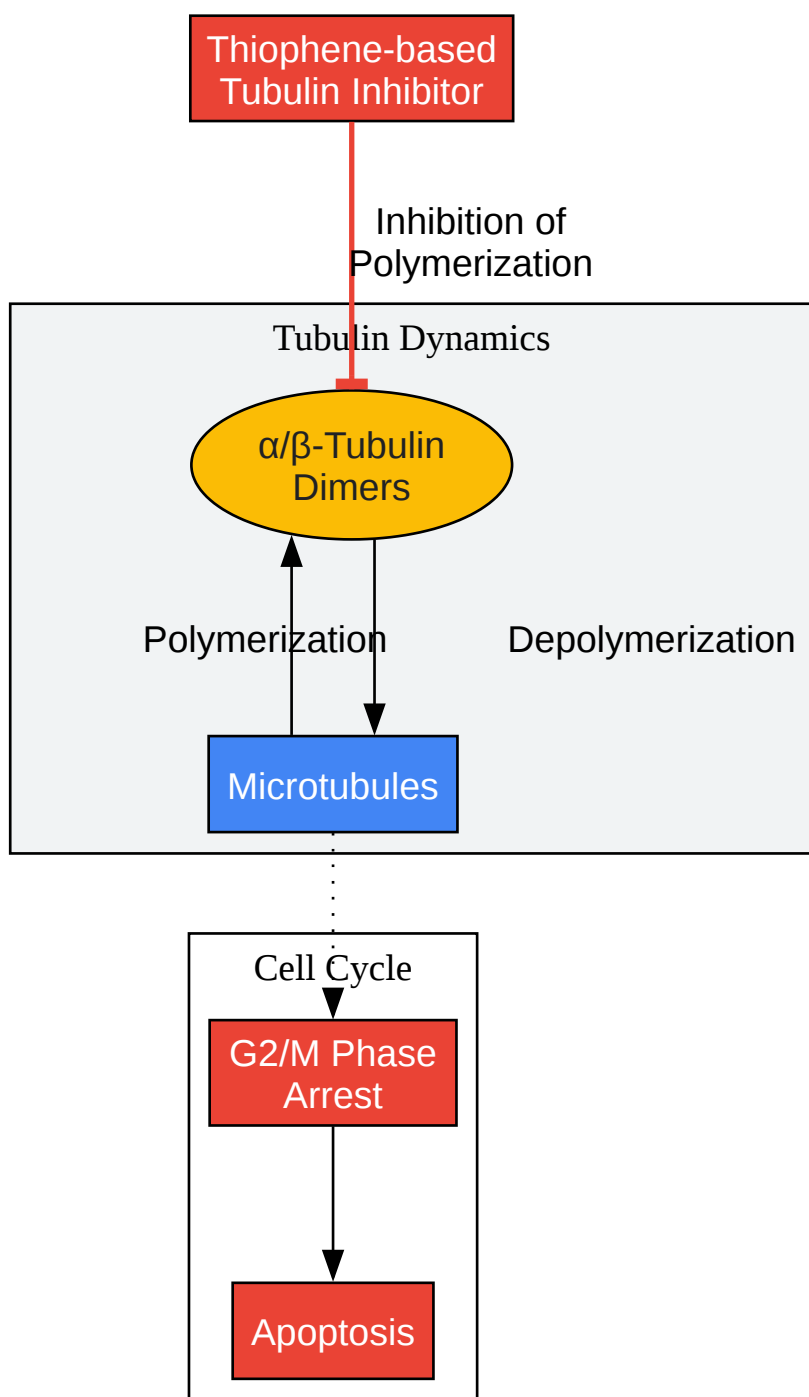 Thiophene-based
Tubulin Inhibitor
Inhibition of
Polymerization
Tubulin Dynamics
α/β-Tubulin
Dimers
Polymerization
Depolymerization
Microtubules
Cell Cycle
G2/M Phase
Arrest
Apoptosis